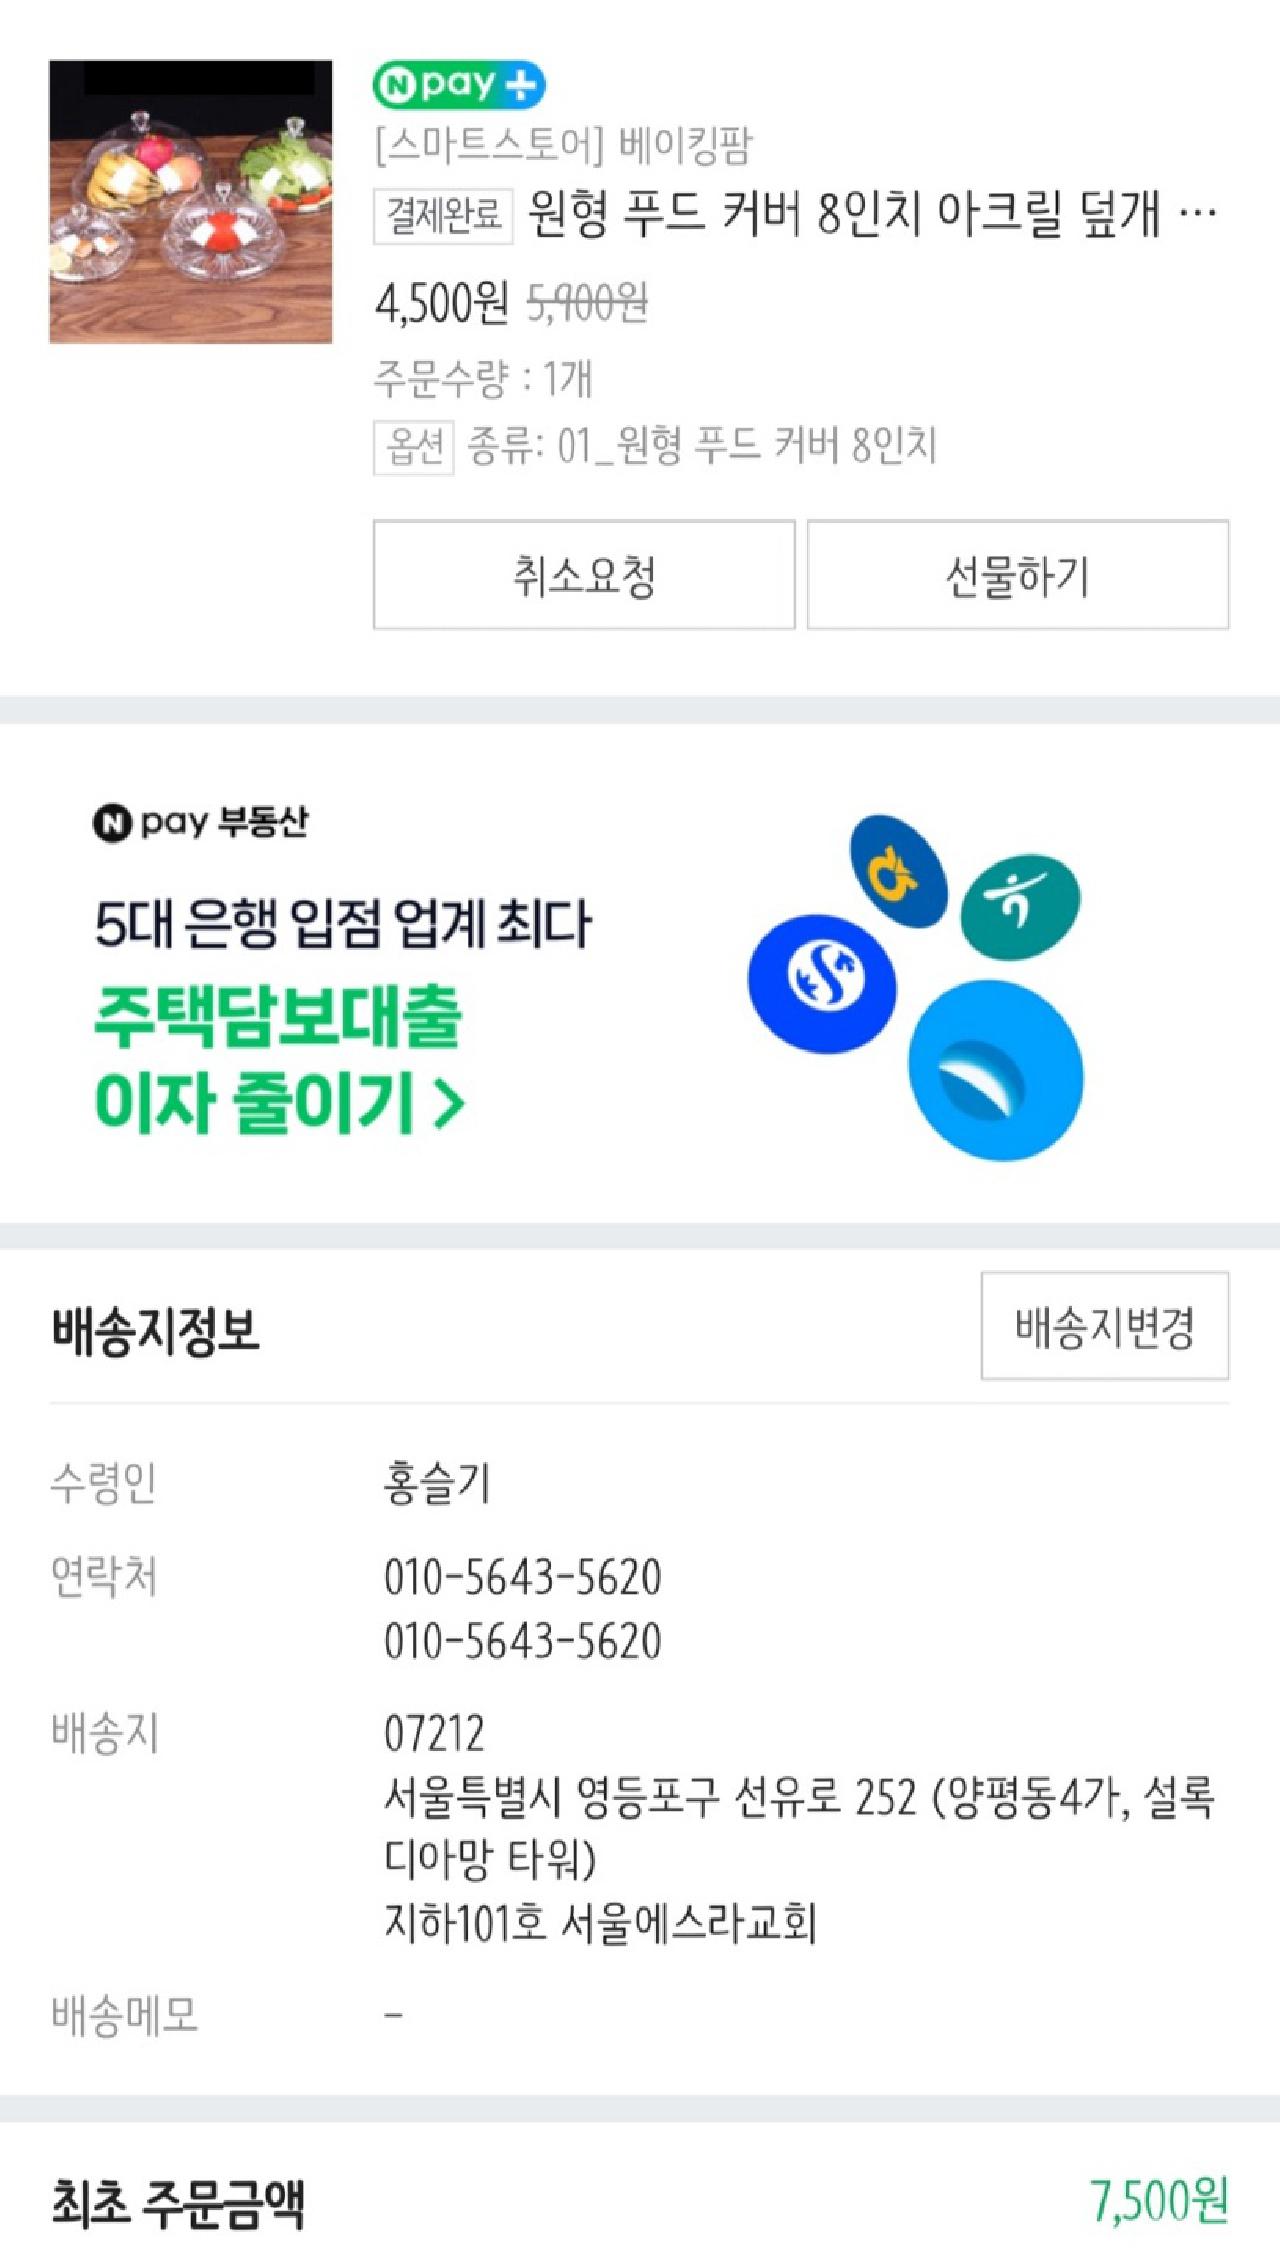 N pay +
[스마트스토어] 베이킹팜
결제완료 원형 푸드 커버 8인치 아크릴 덮개 …
4,500원 5,900원
주문수량 : 1개
옵션 종류: 01_원형 푸드 커버 8인치
취소요청 선물하기
N pay 부동산
5대 은행 입점 업계 최다
주택담보대출
이자 줄이기 >
배송지정보 배송지변경
수령인 홍슬기
연락처 010-5643-5620
010-5643-5620
배송지 07212
서울특별시 영등포구 선유로 252 (양평동4가, 설록
디아망 타워)
지하101호 서울에스라교회
배송메모 -
최초 주문금액 7,500원